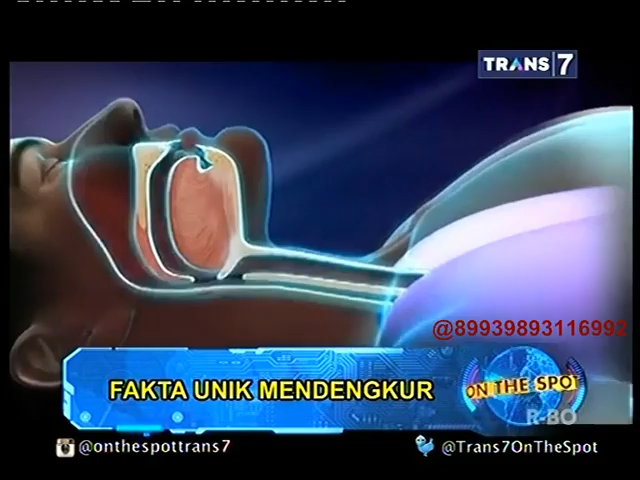 TRANS 7
@89939893116992
FAKTA UNIK MENDENGKUR
ON THE SPOT
R-BO
@onthespottrans7
@Trans7OnTheSpot